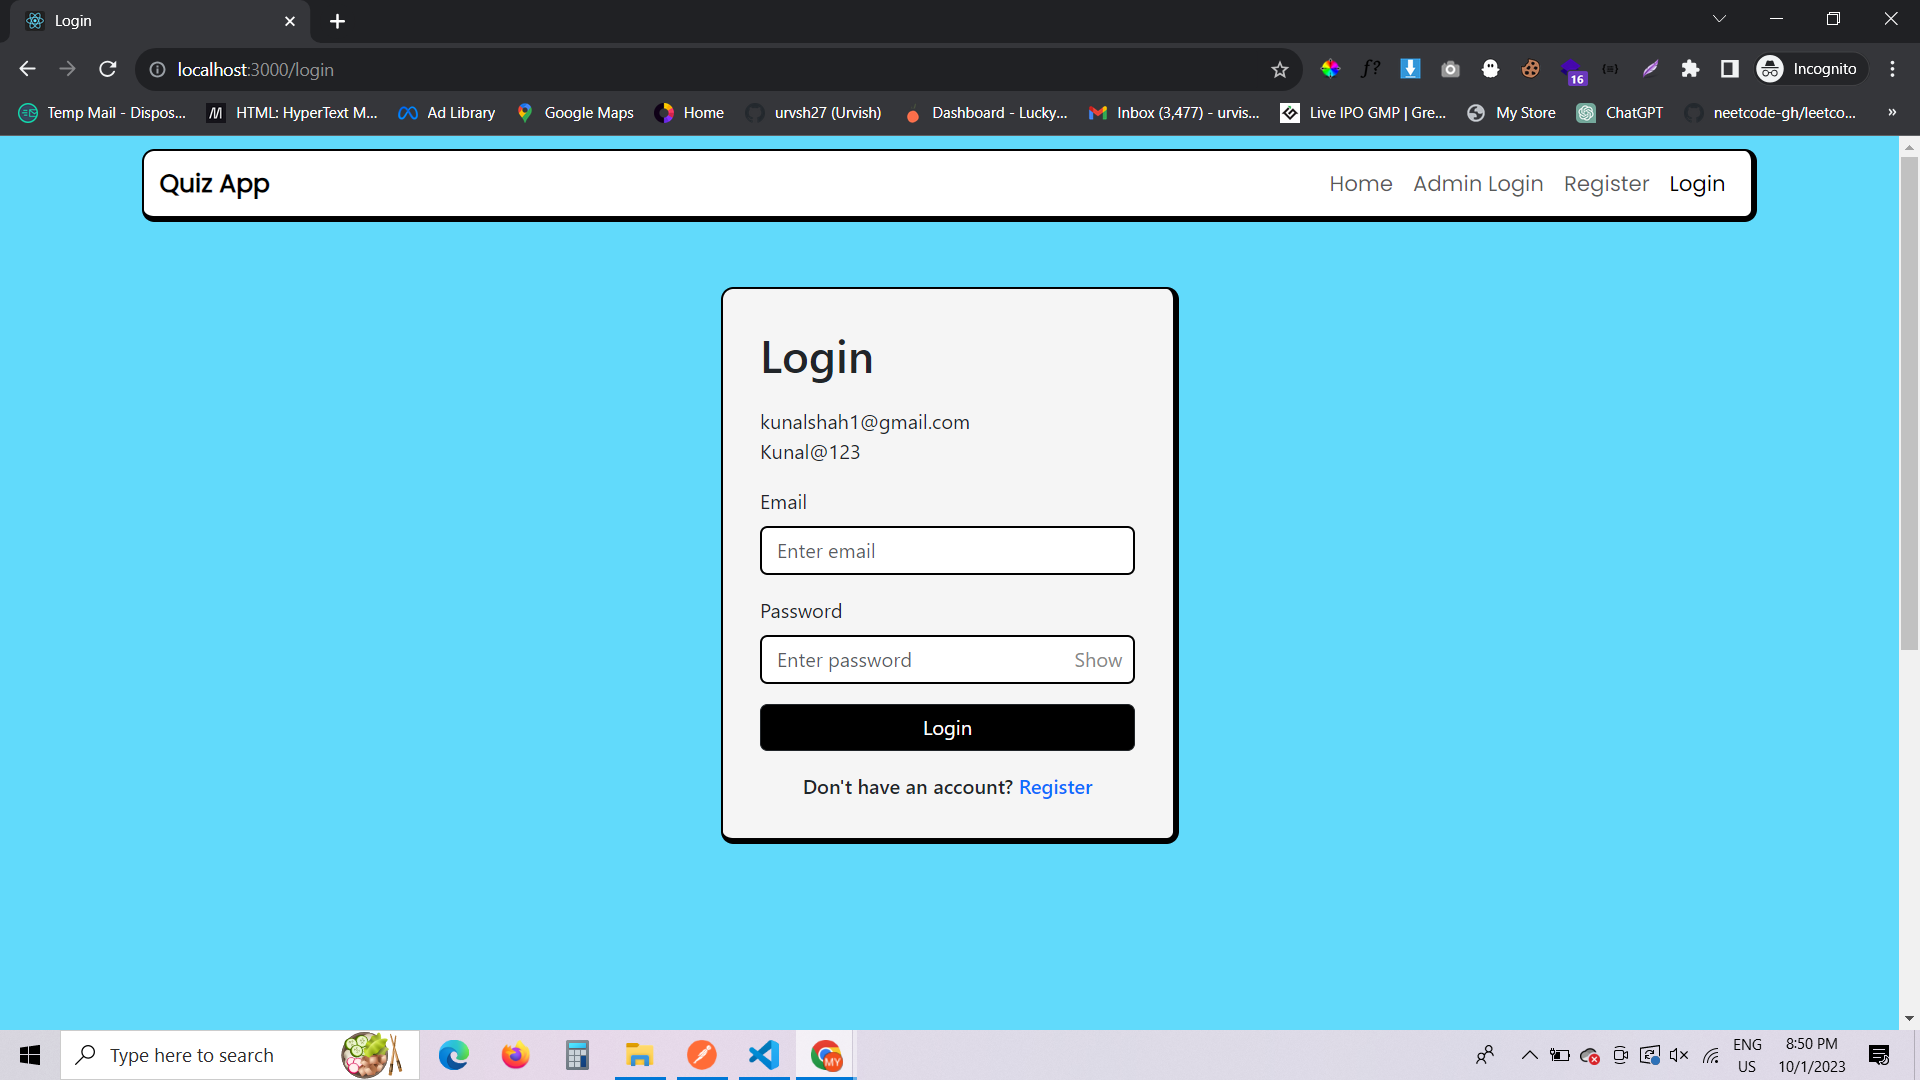 Login
localhost:3000/login
16
Incognito
Temp Mail - Dispos...
HTML: HyperText M...
Ad Library
Google Maps
Home
urvsh27 (Urvish)
Dashboard - Lucky...
Inbox (3,477) - urvis...
Live IPO GMP | Gre...
My Store
ChatGPT
neetcode-gh/leetco...
»
Quiz App
Home
Admin Login
Register
Login
Login
kunalshah1@gmail.com
Kunal@123
Email
Enter email
Password
Enter password
Show
Login
Don't have an account? Register
Type here to search
MY
ENG
US
8:50 PM
10/1/2023